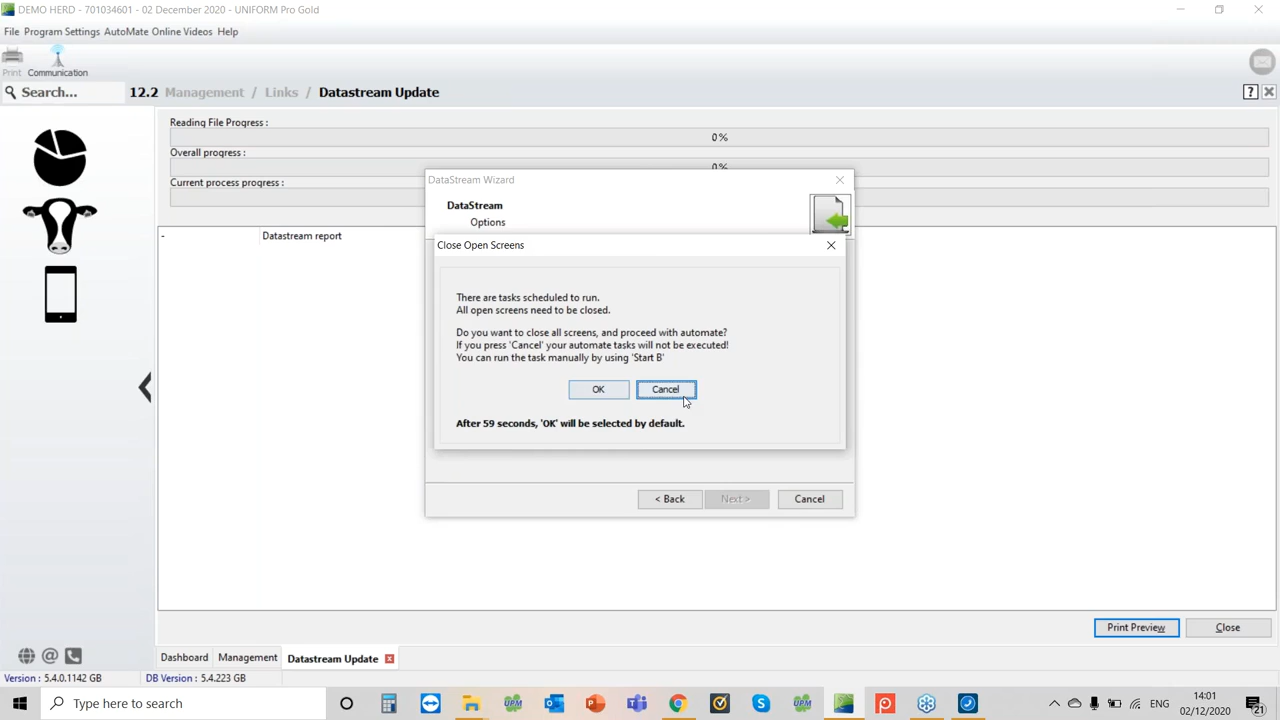 DEMO HERD - 701034601 - 02 December 2020 - UNIFORM Pro Gold
File Program Settings AutoMate Online Videos Help
Print Communication
Search... 12.2 Management / Links / Datastream Update ?
Reading File Progress :
0 %
Overall progress :
0 %
Current process progress :
DataStream Wizard
DataStream
Options
- Datastream report
Close Open Screens
There are tasks scheduled to run.
All open screens need to be closed.
Do you want to close all screens, and proceed with automate?
If you press 'Cancel' your automate tasks will not be executed!
You can run the task manually by using 'Start B'
OK Cancel
After 59 seconds, 'OK' will be selected by default.
< Back Next > Cancel
Print Preview Close
Dashboard Management Datastream Update
Version : 5.4.0.1142 GB DB Version : 5.4.223 GB
Type here to search
UPM UPM
ENG
14:01
02/12/2020
21